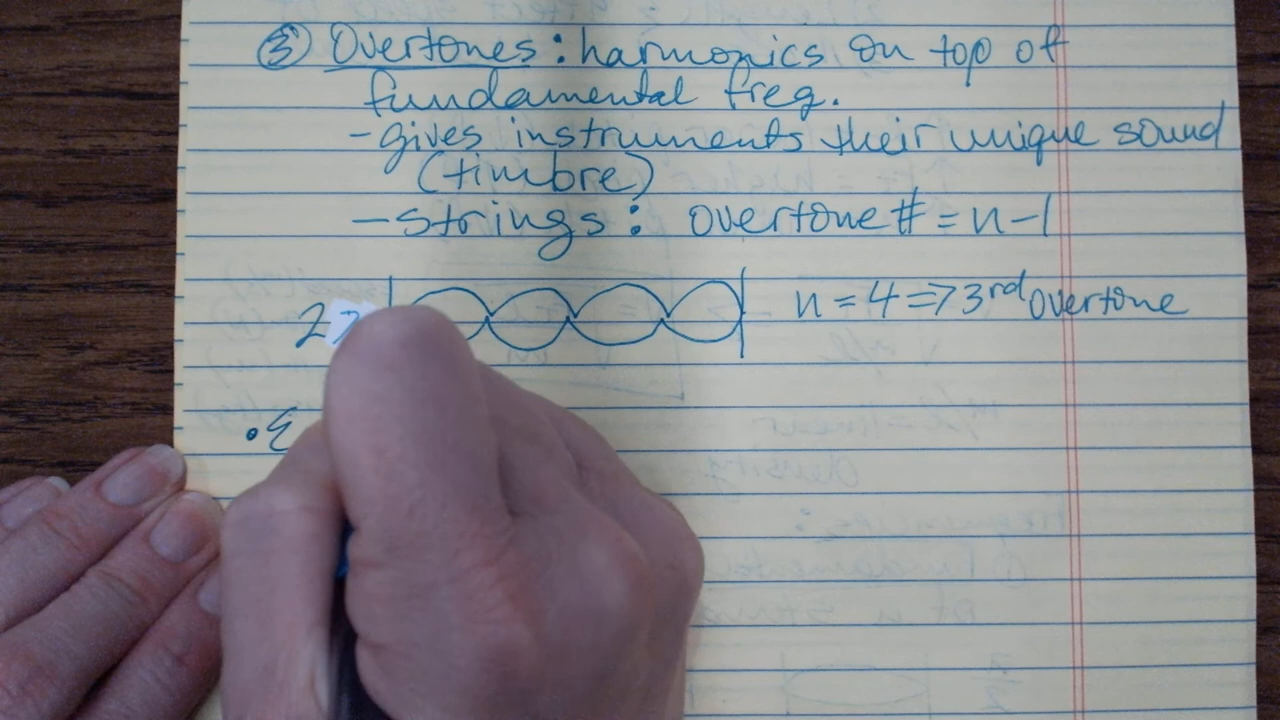 ③ Overtones: harmonics on top of
fundamental freq.
- gives instruments their unique sound
(timbre)
- strings: overtone # = n-1
n = 4 => 3rd overtone